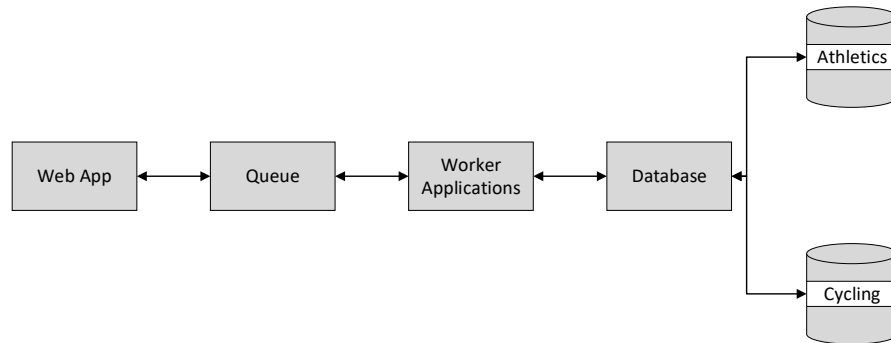 Athletics
Web App
Queue
Worker
Applications
Database
Cycling